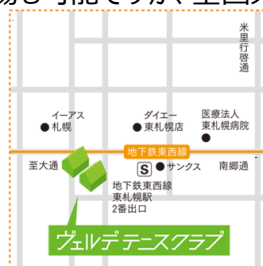 米里行啓通
イーアス
札幌
ダイエー
東札幌店
医療法人
東札幌病院
地下鉄東西線
至大通
S
サンクス
南郷通
地下鉄東西線
東札幌駅
2番出口
ヴェルデ テニスクラブ